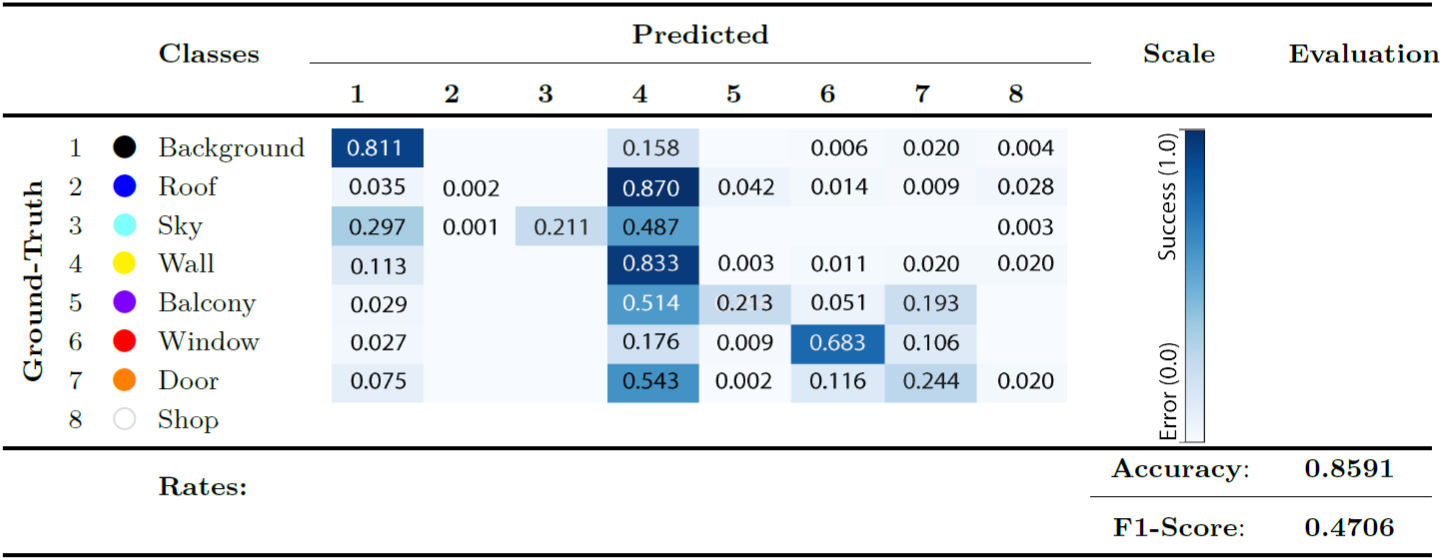 Classes Predicted Scale Evaluation
1 2 3 4 5 6 7 8
Ground-Truth
1 Background 0.811 0.158 0.006 0.020 0.004
2 Roof 0.035 0.002 0.870 0.042 0.014 0.009 0.028
3 Sky 0.297 0.001 0.211 0.487 0.003
4 Wall 0.113 0.833 0.003 0.011 0.020 0.020
5 Balcony 0.029 0.514 0.213 0.051 0.193
6 Window 0.027 0.176 0.009 0.683 0.106
7 Door 0.075 0.543 0.002 0.116 0.244 0.020
8 Shop
Error (0.0) Success (1.0)
Rates:
Accuracy: 0.8591
F1-Score: 0.4706